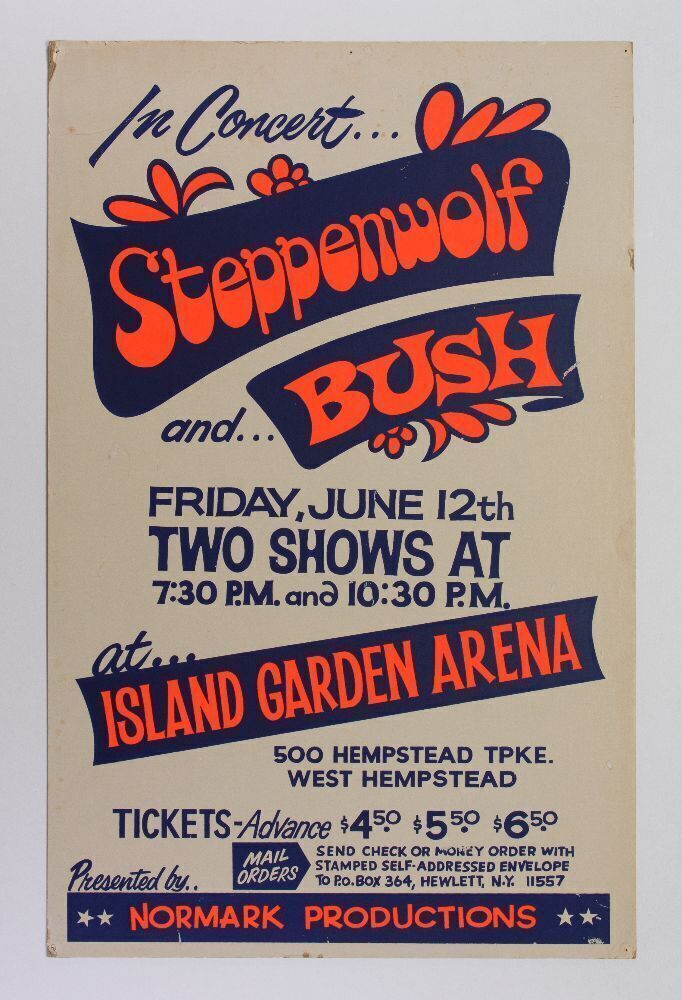 In Concert...
Steppenwolf
and... BUSH
FRIDAY, JUNE 12th
TWO SHOWS AT
7:30 P.M. and 10:30 P.M.
at...
ISLAND GARDEN ARENA
500 HEMPSTEAD TPKE.
WEST HEMPSTEAD
TICKETS-Advance $4.50 $5.50 $6.50
MAIL ORDERS
SEND CHECK OR MONEY ORDER WITH
STAMPED SELF-ADDRESSED ENVELOPE
TO P.O. BOX 364, HEWLETT, N.Y. 11557
Presented by..
★★ NORMARK PRODUCTIONS ★★